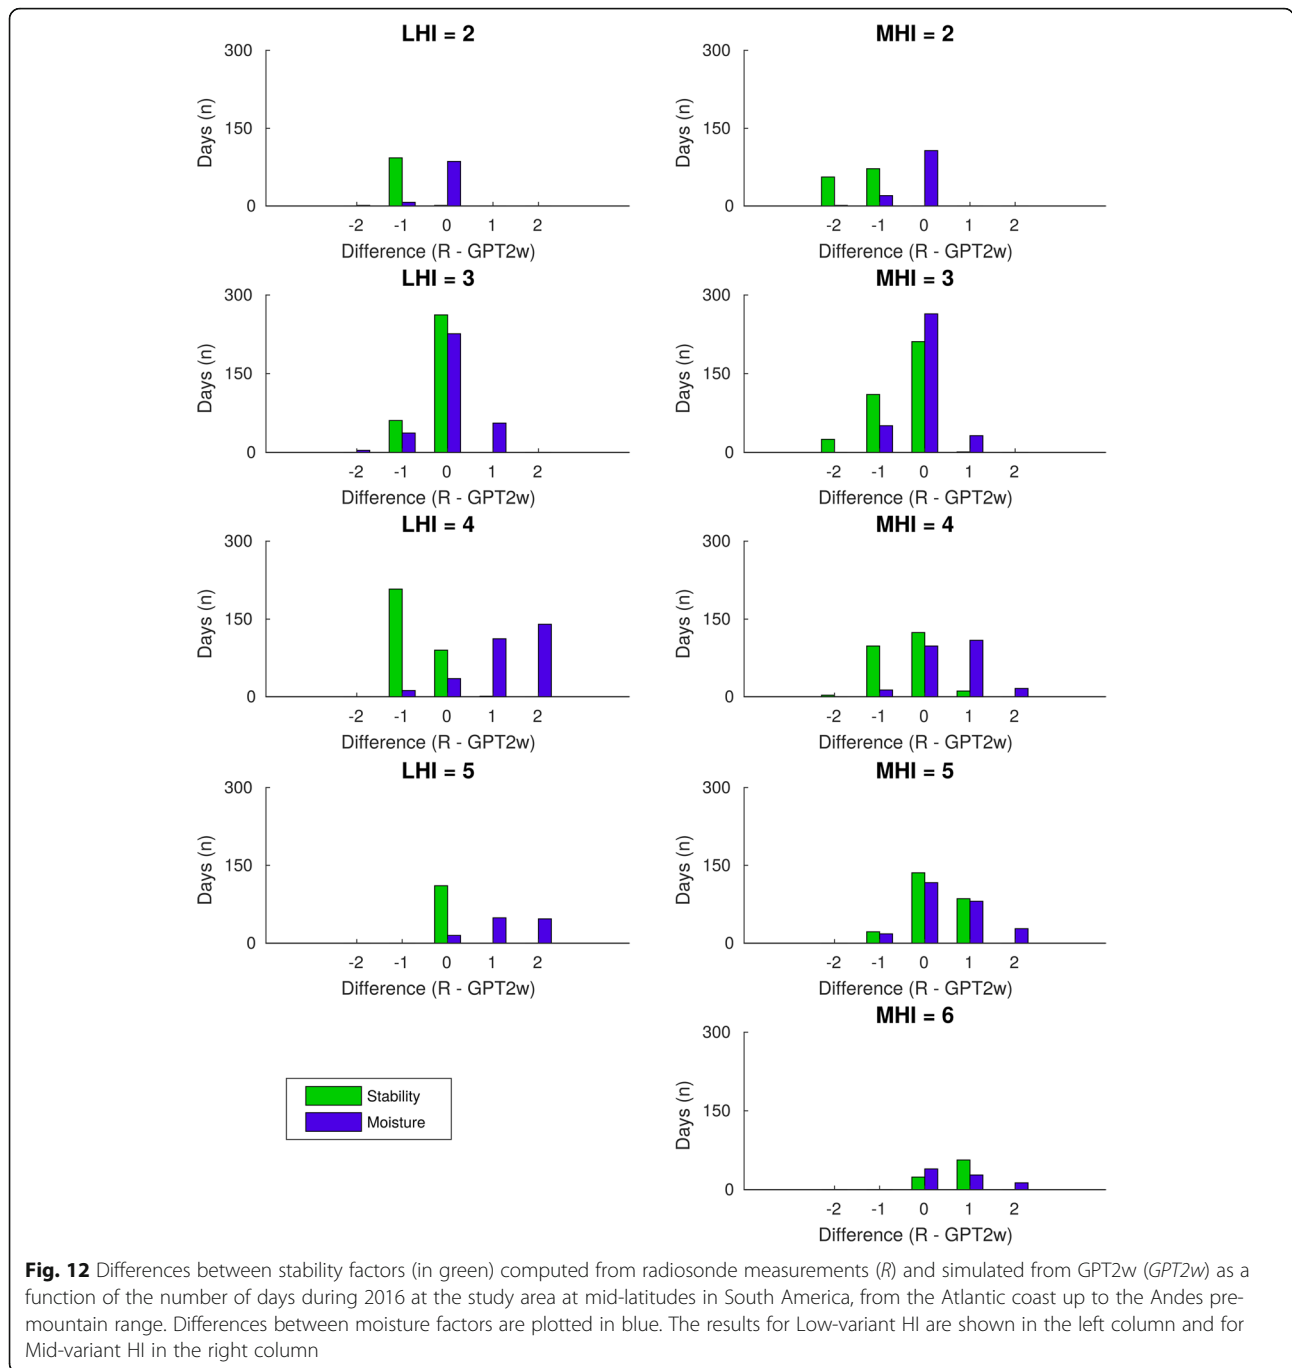 LHI = 2
300
150
0
Days (n)
-2 -1 0 1 2
Difference (R - GPT2w)
MHI = 2
300
150
0
Days (n)
-2 -1 0 1 2
Difference (R - GPT2w)
LHI = 3
300
150
0
Days (n)
-2 -1 0 1 2
Difference (R - GPT2w)
MHI = 3
300
150
0
Days (n)
-2 -1 0 1 2
Difference (R - GPT2w)
LHI = 4
300
150
0
Days (n)
-2 -1 0 1 2
Difference (R - GPT2w)
MHI = 4
300
150
0
Days (n)
-2 -1 0 1 2
Difference (R - GPT2w)
LHI = 5
300
150
0
Days (n)
-2 -1 0 1 2
Difference (R - GPT2w)
MHI = 5
300
150
0
Days (n)
-2 -1 0 1 2
Difference (R - GPT2w)
Stability
Moisture
MHI = 6
300
150
0
Days (n)
-2 -1 0 1 2
Difference (R - GPT2w)
Fig. 12 Differences between stability factors (in green) computed from radiosonde measurements (R) and simulated from GPT2w (GPT2w) as a
function of the number of days during 2016 at the study area at mid-latitudes in South America, from the Atlantic coast up to the Andes pre-
mountain range. Differences between moisture factors are plotted in blue. The results for Low-variant HI are shown in the left column and for
Mid-variant HI in the right column